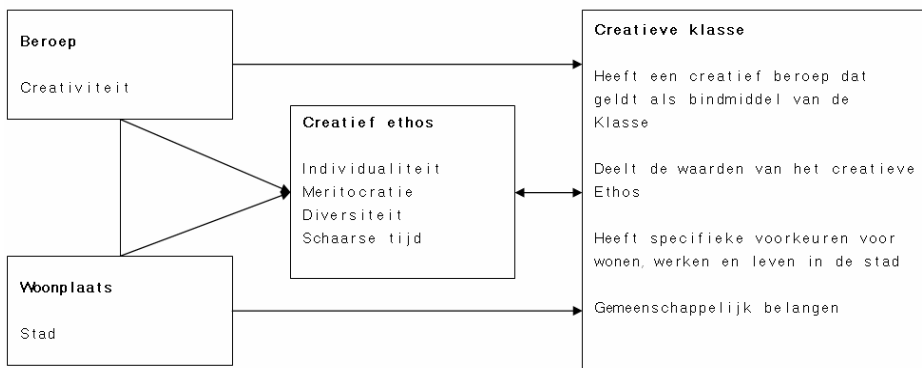 Beroep
Creativiteit
Creatief ethos
Individualiteit
Meritocratie
Diversiteit
Schaarse tijd
Woonplaats
Stad
Creatieve klasse
Heeft een creatief beroep dat
geldt als bindmiddel van de
Klasse
Deelt de waarden van het creatieve
Ethos
Heeft specifieke voorkeuren voor
wonen, werken en leven in de stad
Gemeenschappelijk belangen